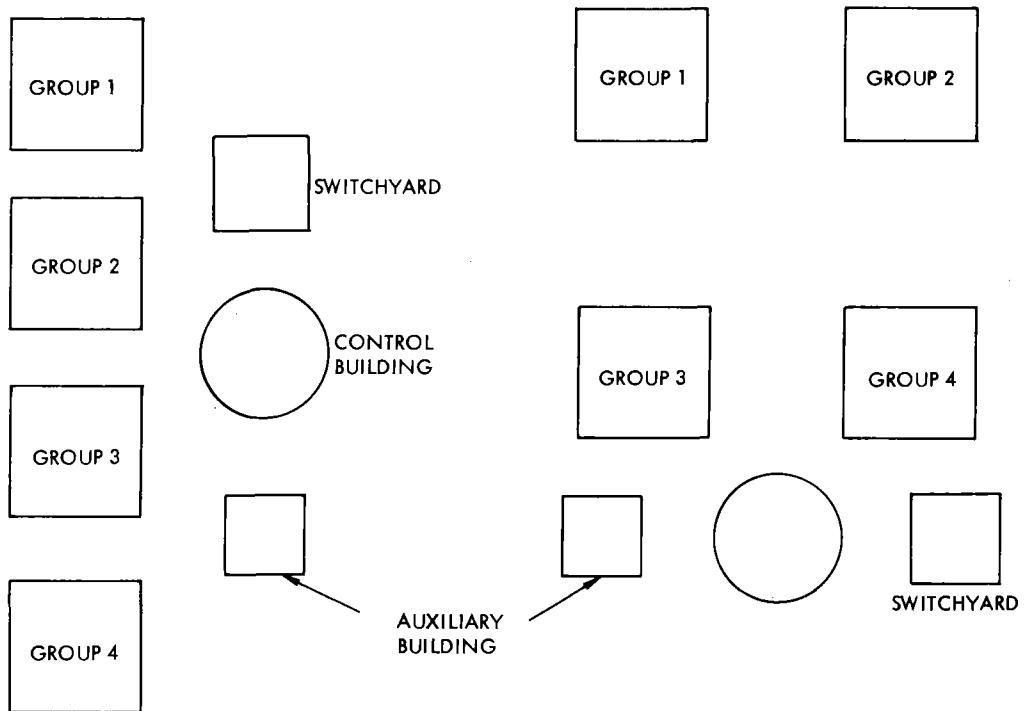 GROUP 1
SWITCHYARD
GROUP 2
CONTROL
BUILDING
GROUP 3
GROUP 4
AUXILIARY
BUILDING
GROUP 1
GROUP 2
GROUP 3
GROUP 4
SWITCHYARD